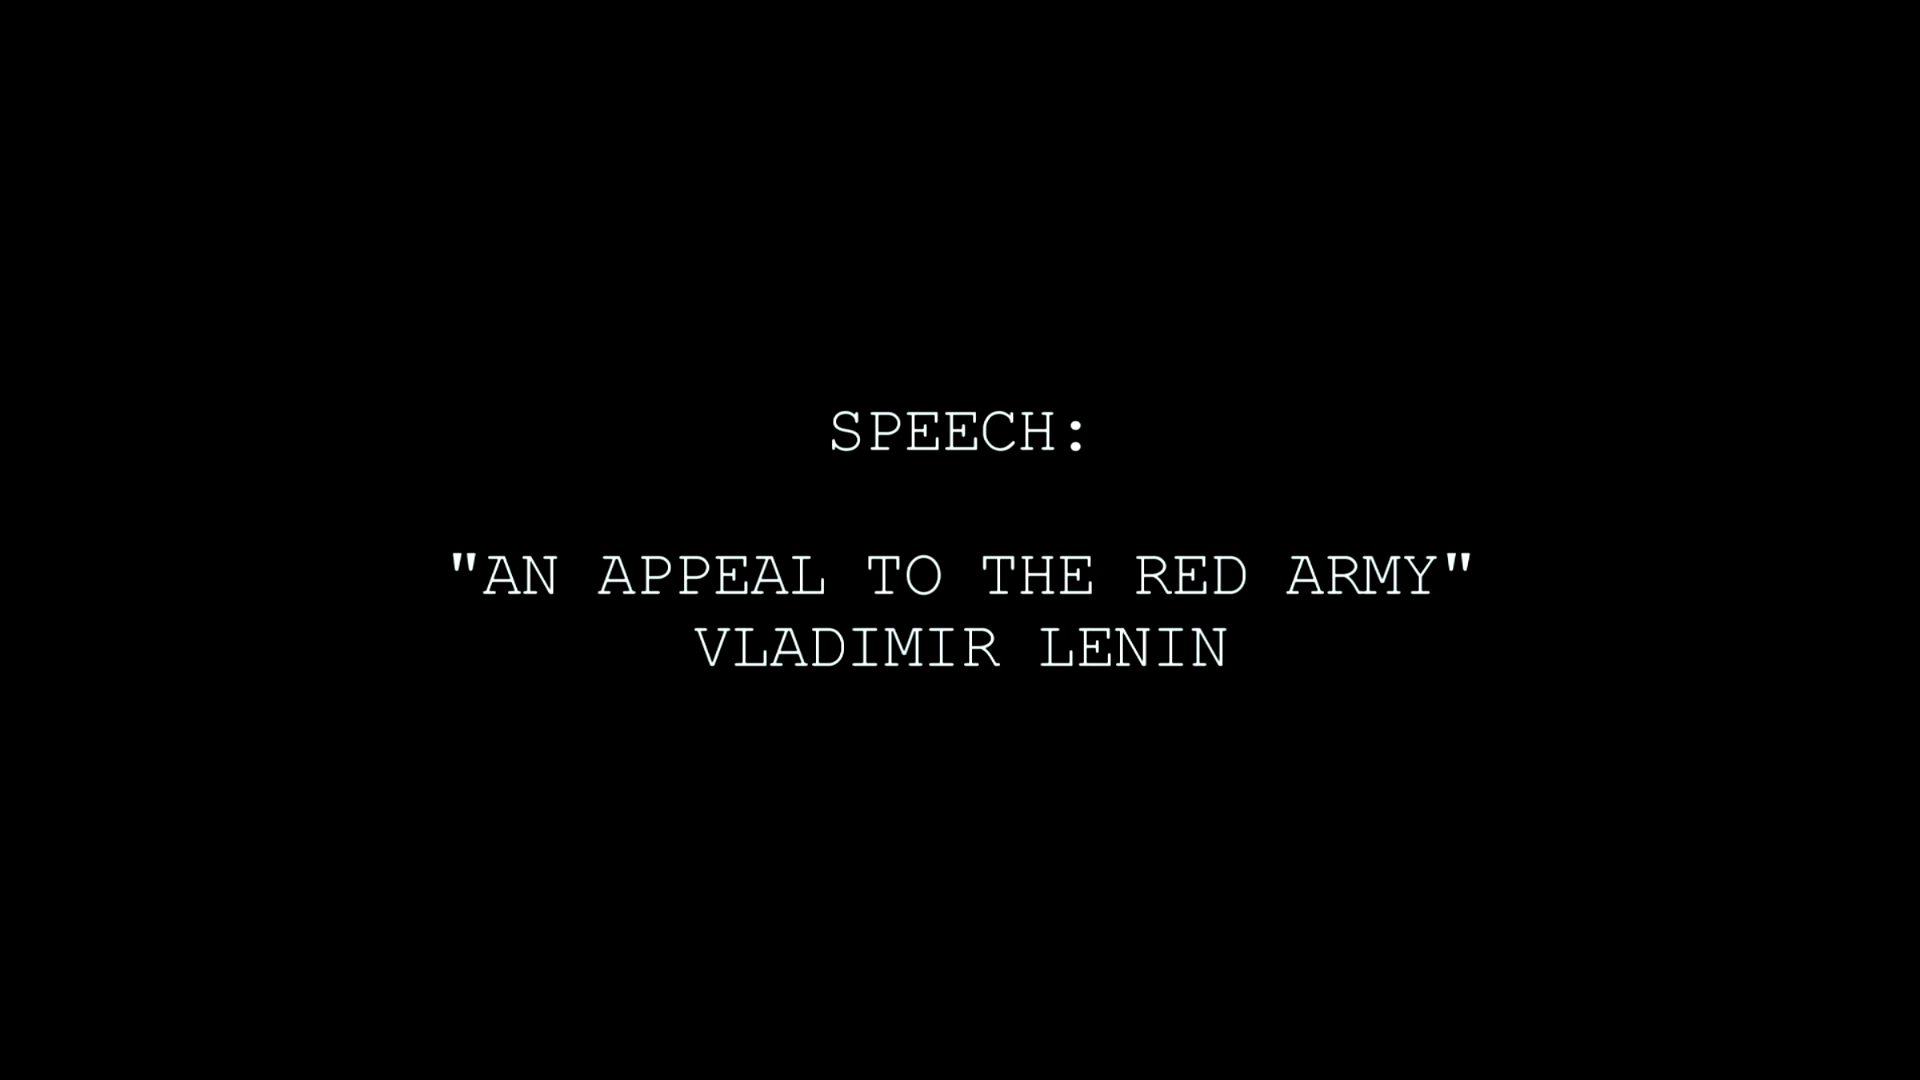 SPEECH:
"AN APPEAL TO THE RED ARMY"
VLADIMIR LENIN